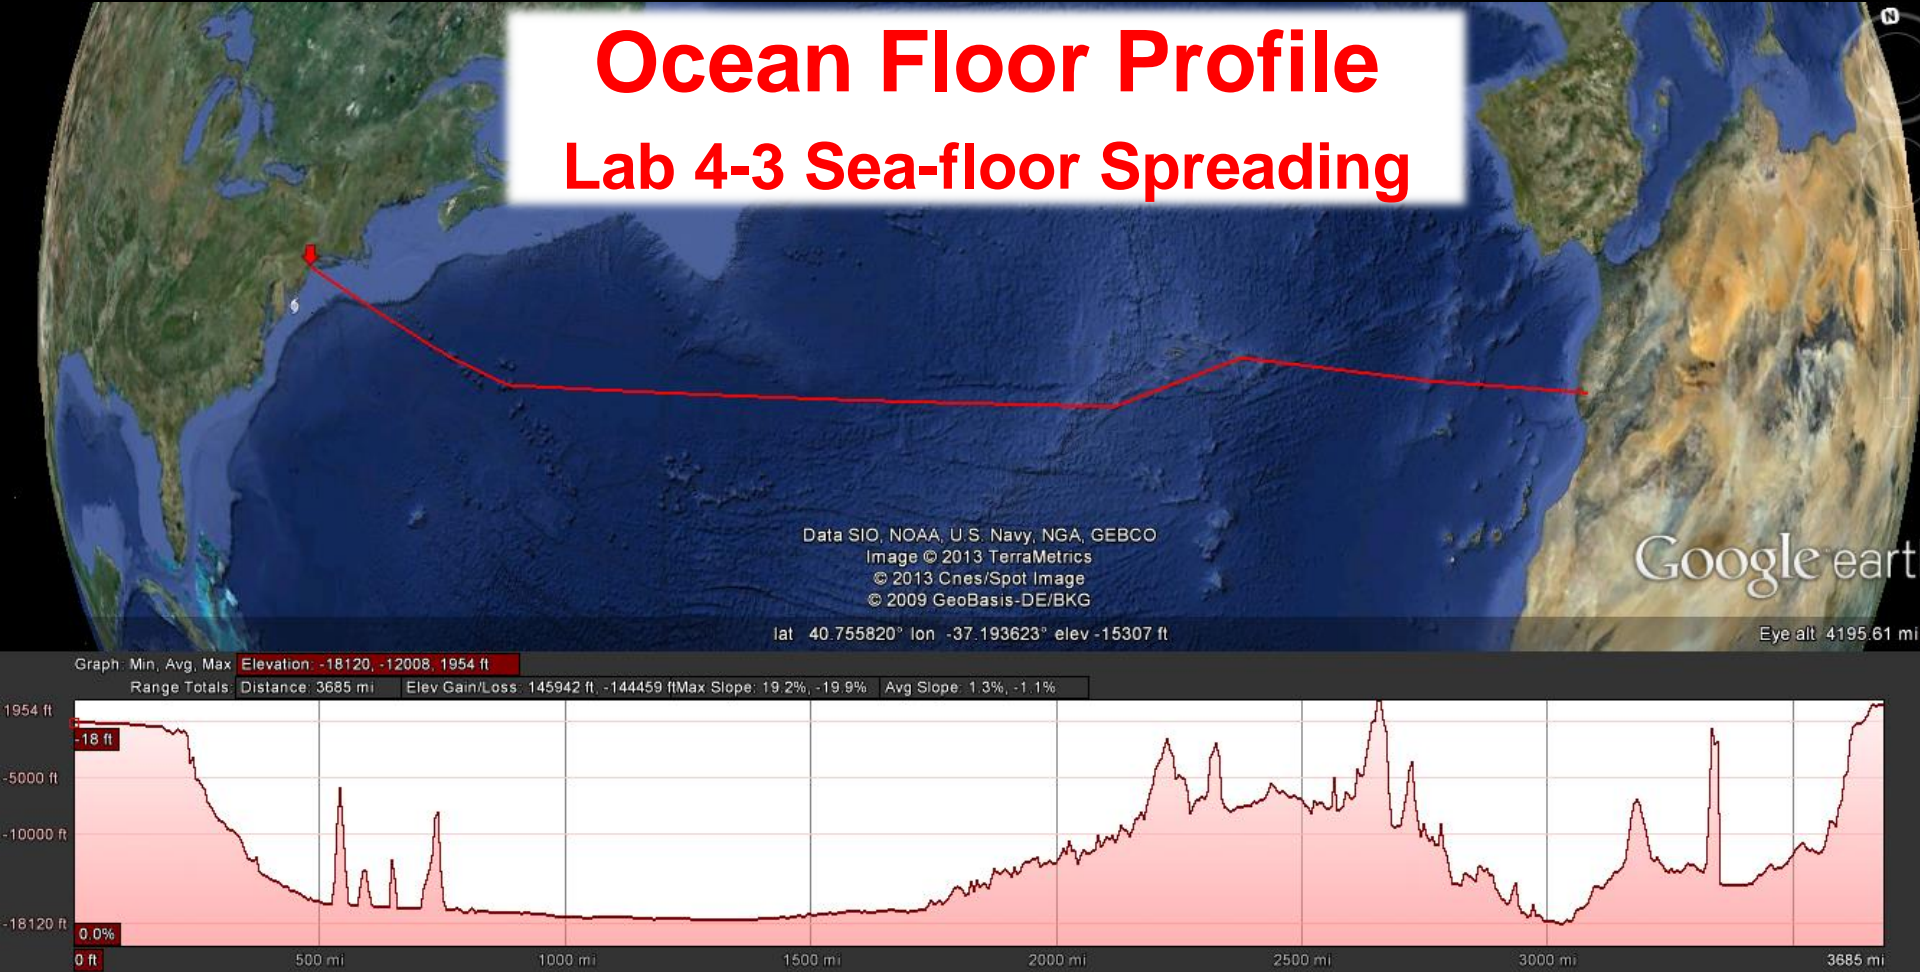 Ocean Floor Profile
Lab 4-3 Sea-floor Spreading
N
Data SIO, NOAA, U.S. Navy, NGA, GEBCO
Image © 2013 TerraMetrics
© 2013 Cnes/Spot Image
© 2009 GeoBasis-DE/BKG
Google eart
lat 40.755820° lon -37.193623° elev -15307 ft
Eye alt 4195.61 mi
Graph: Min, Avg, Max Elevation: -18120, -12008, 1954 ft
Range Totals: Distance: 3685 mi Elev Gain/Loss: 145942 ft, -144459 ftMax Slope: 19.2%, -19.9% Avg Slope: 1.3%, -1.1%
1954 ft
-18 ft
-5000 ft
-10000 ft
-18120 ft
0.0%
0 ft 500 mi 1000 mi 1500 mi 2000 mi 2500 mi 3000 mi 3685 mi